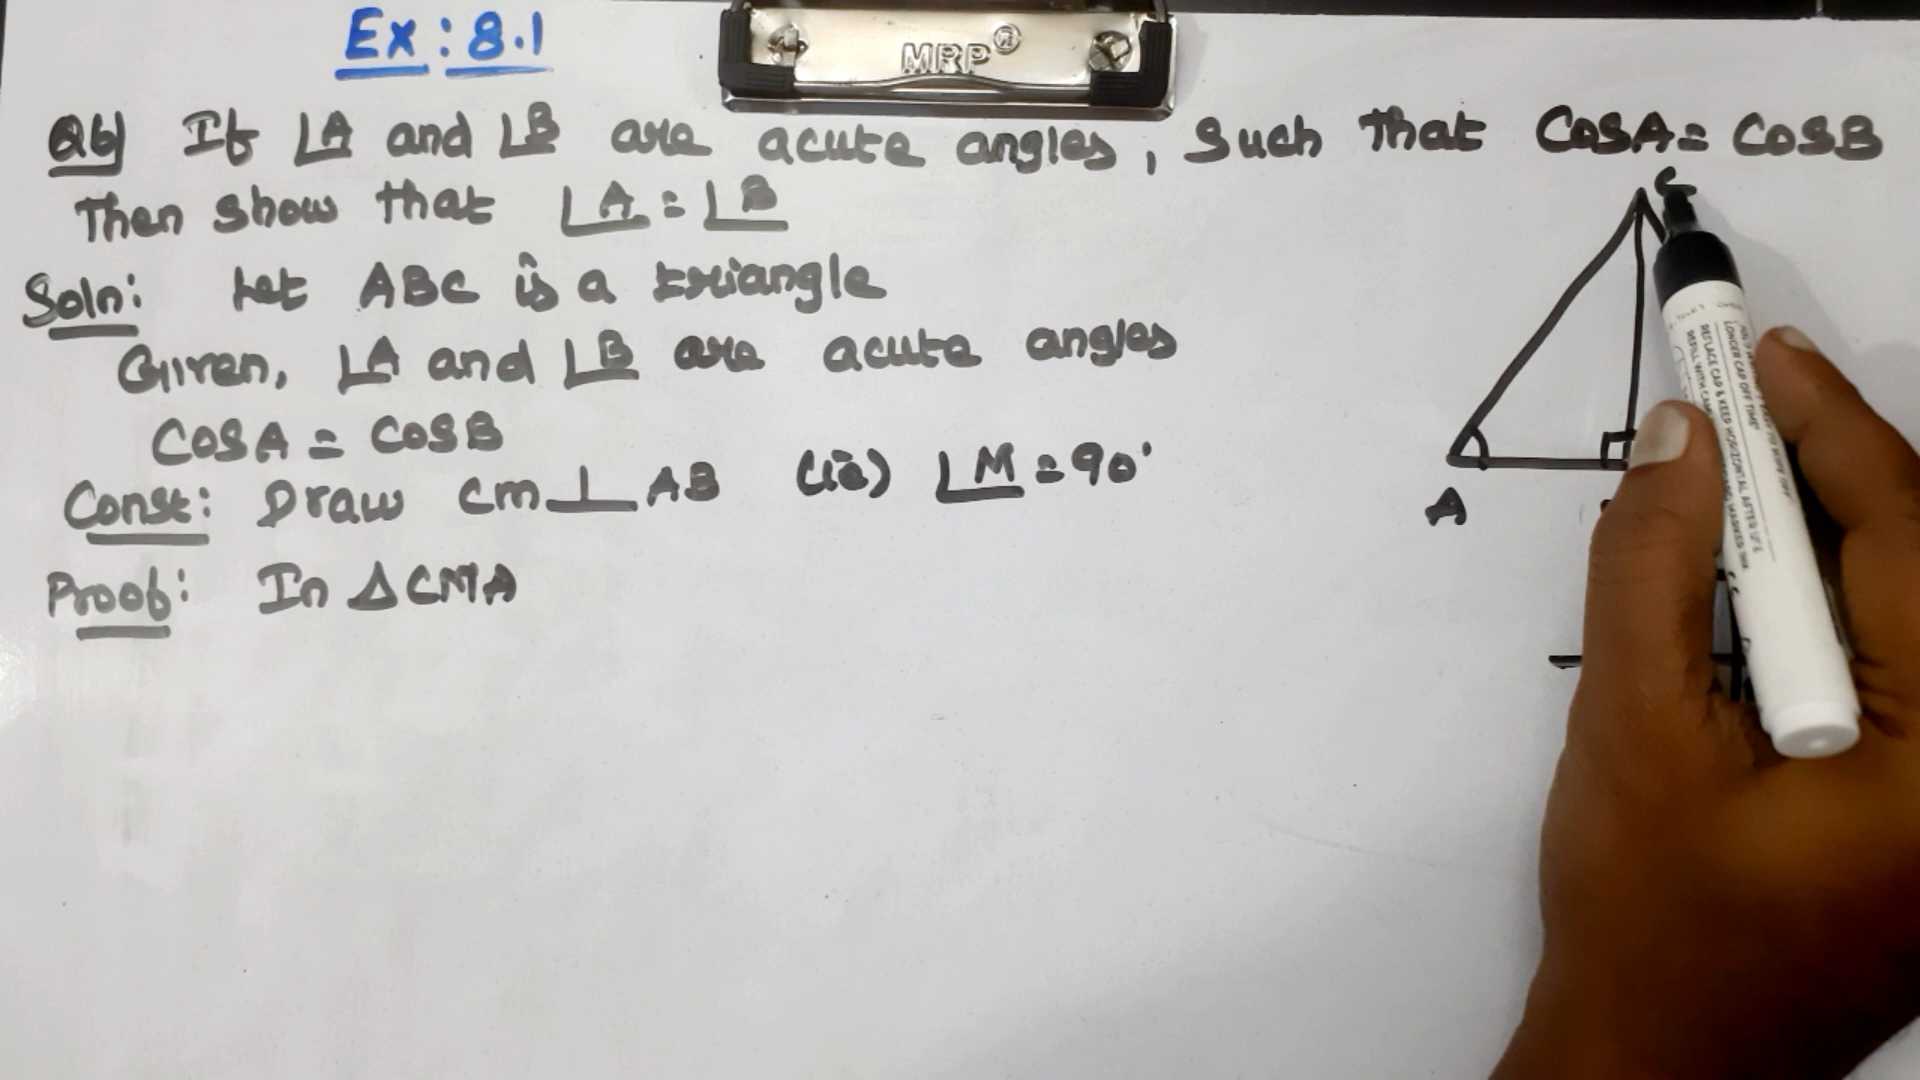 Ex: 8.1
MRP®
Q6) If ∠A and ∠B are acute angles, such that CosA = CosB
Then show that ∠A = ∠B
Soln: Let ABC is a triangle
Given, ∠A and ∠B are acute angles
CosA = CosB
Const: Draw CM⊥AB (ie) ∠M = 90°
Proof: In ΔCMA
C
A